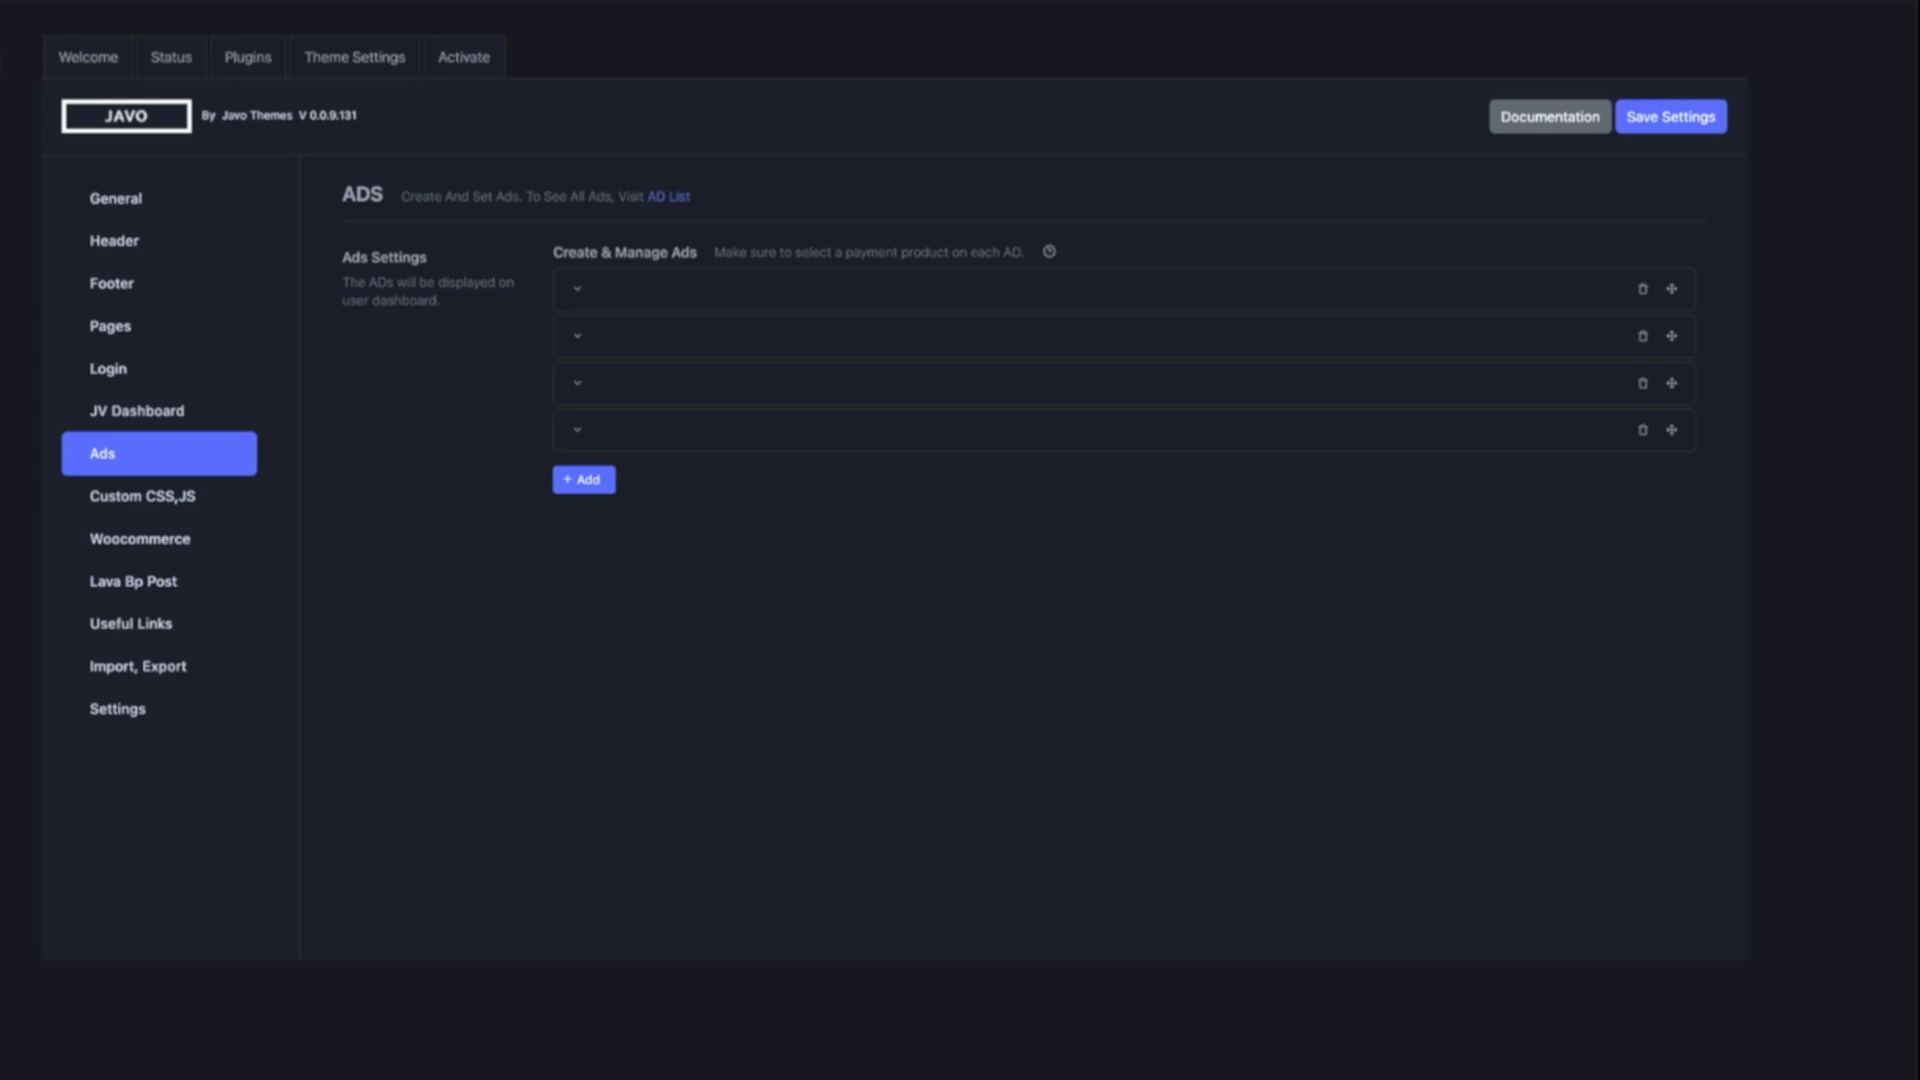 Welcome
Status
Plugins
Theme Settings
Activate
JAVO
By Javo Themes V 0.0.9.131
Documentation
Save Settings
General
Header
Footer
Pages
Login
JV Dashboard
Ads
Custom CSS,JS
Woocommerce
Lava Bp Post
Useful Links
Import, Export
Settings
ADS Create And Set Ads. To See All Ads, Visit AD List
Ads Settings
The ADs will be displayed on
user dashboard.
Create & Manage Ads Make sure to select a payment product on each AD.
+ Add